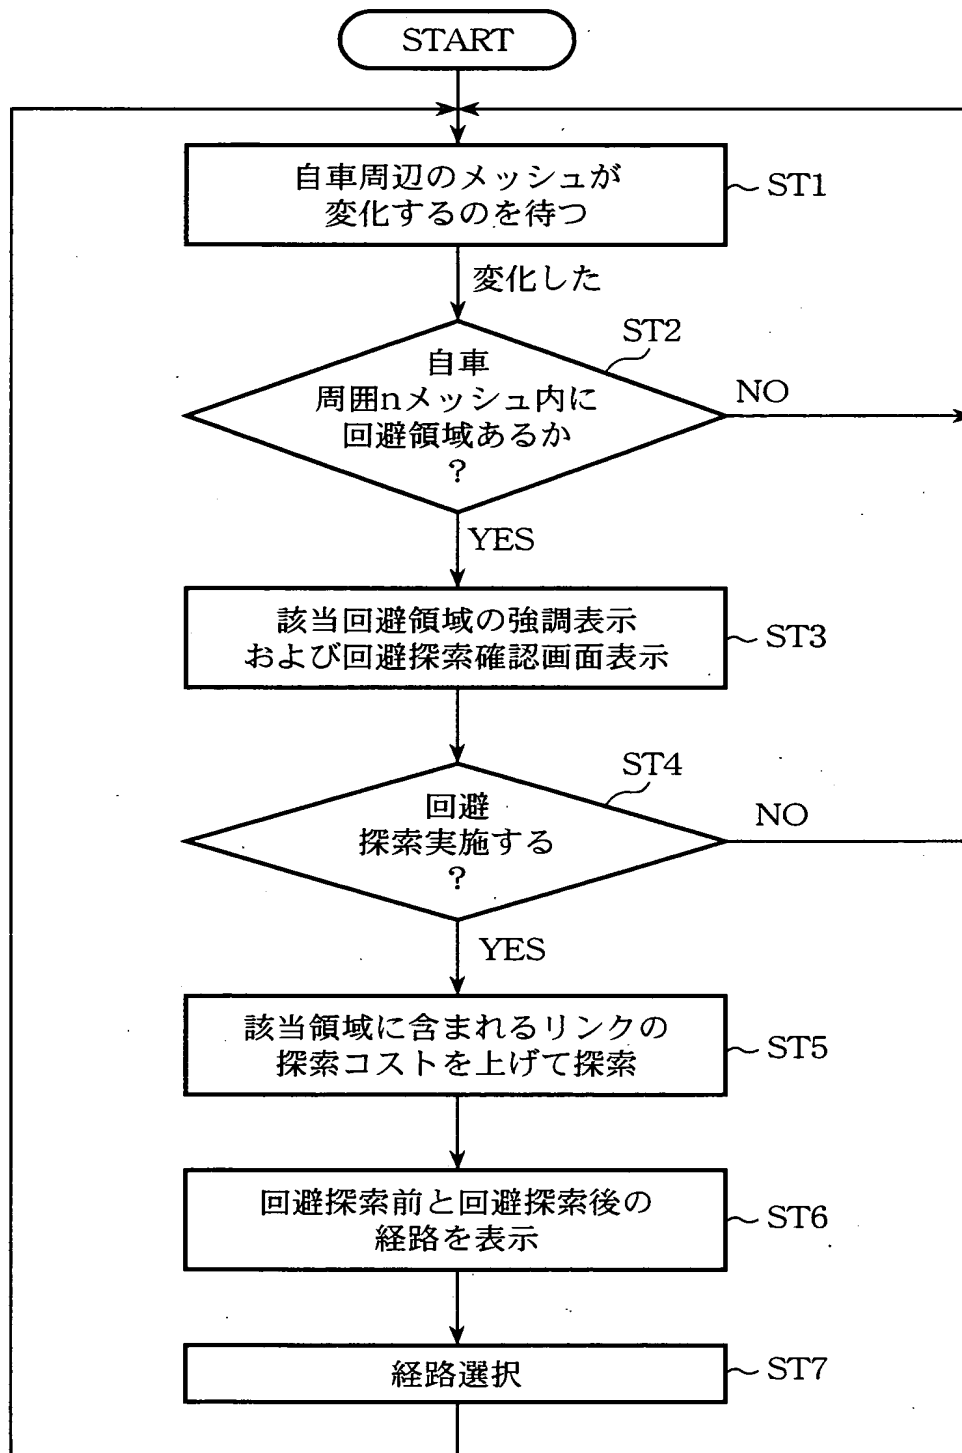 START
自車周辺のメッシュが
変化するのを待つ
ST1
変化した
ST2
自車
周囲nメッシュ内に
回避領域あるか
?
NO
YES
該当回避領域の強調表示
および回避探索確認画面表示
ST3
ST4
回避
探索実施する
?
NO
YES
該当領域に含まれるリンクの
探索コストを上げて探索
ST5
回避探索前と回避探索後の
経路を表示
ST6
経路選択
ST7